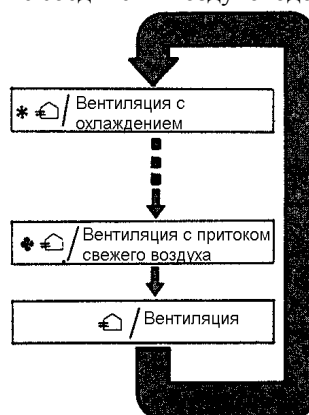 Вентиляция с
охлаждением
Вентиляция с притоком
свежего воздуха
Вентиляция